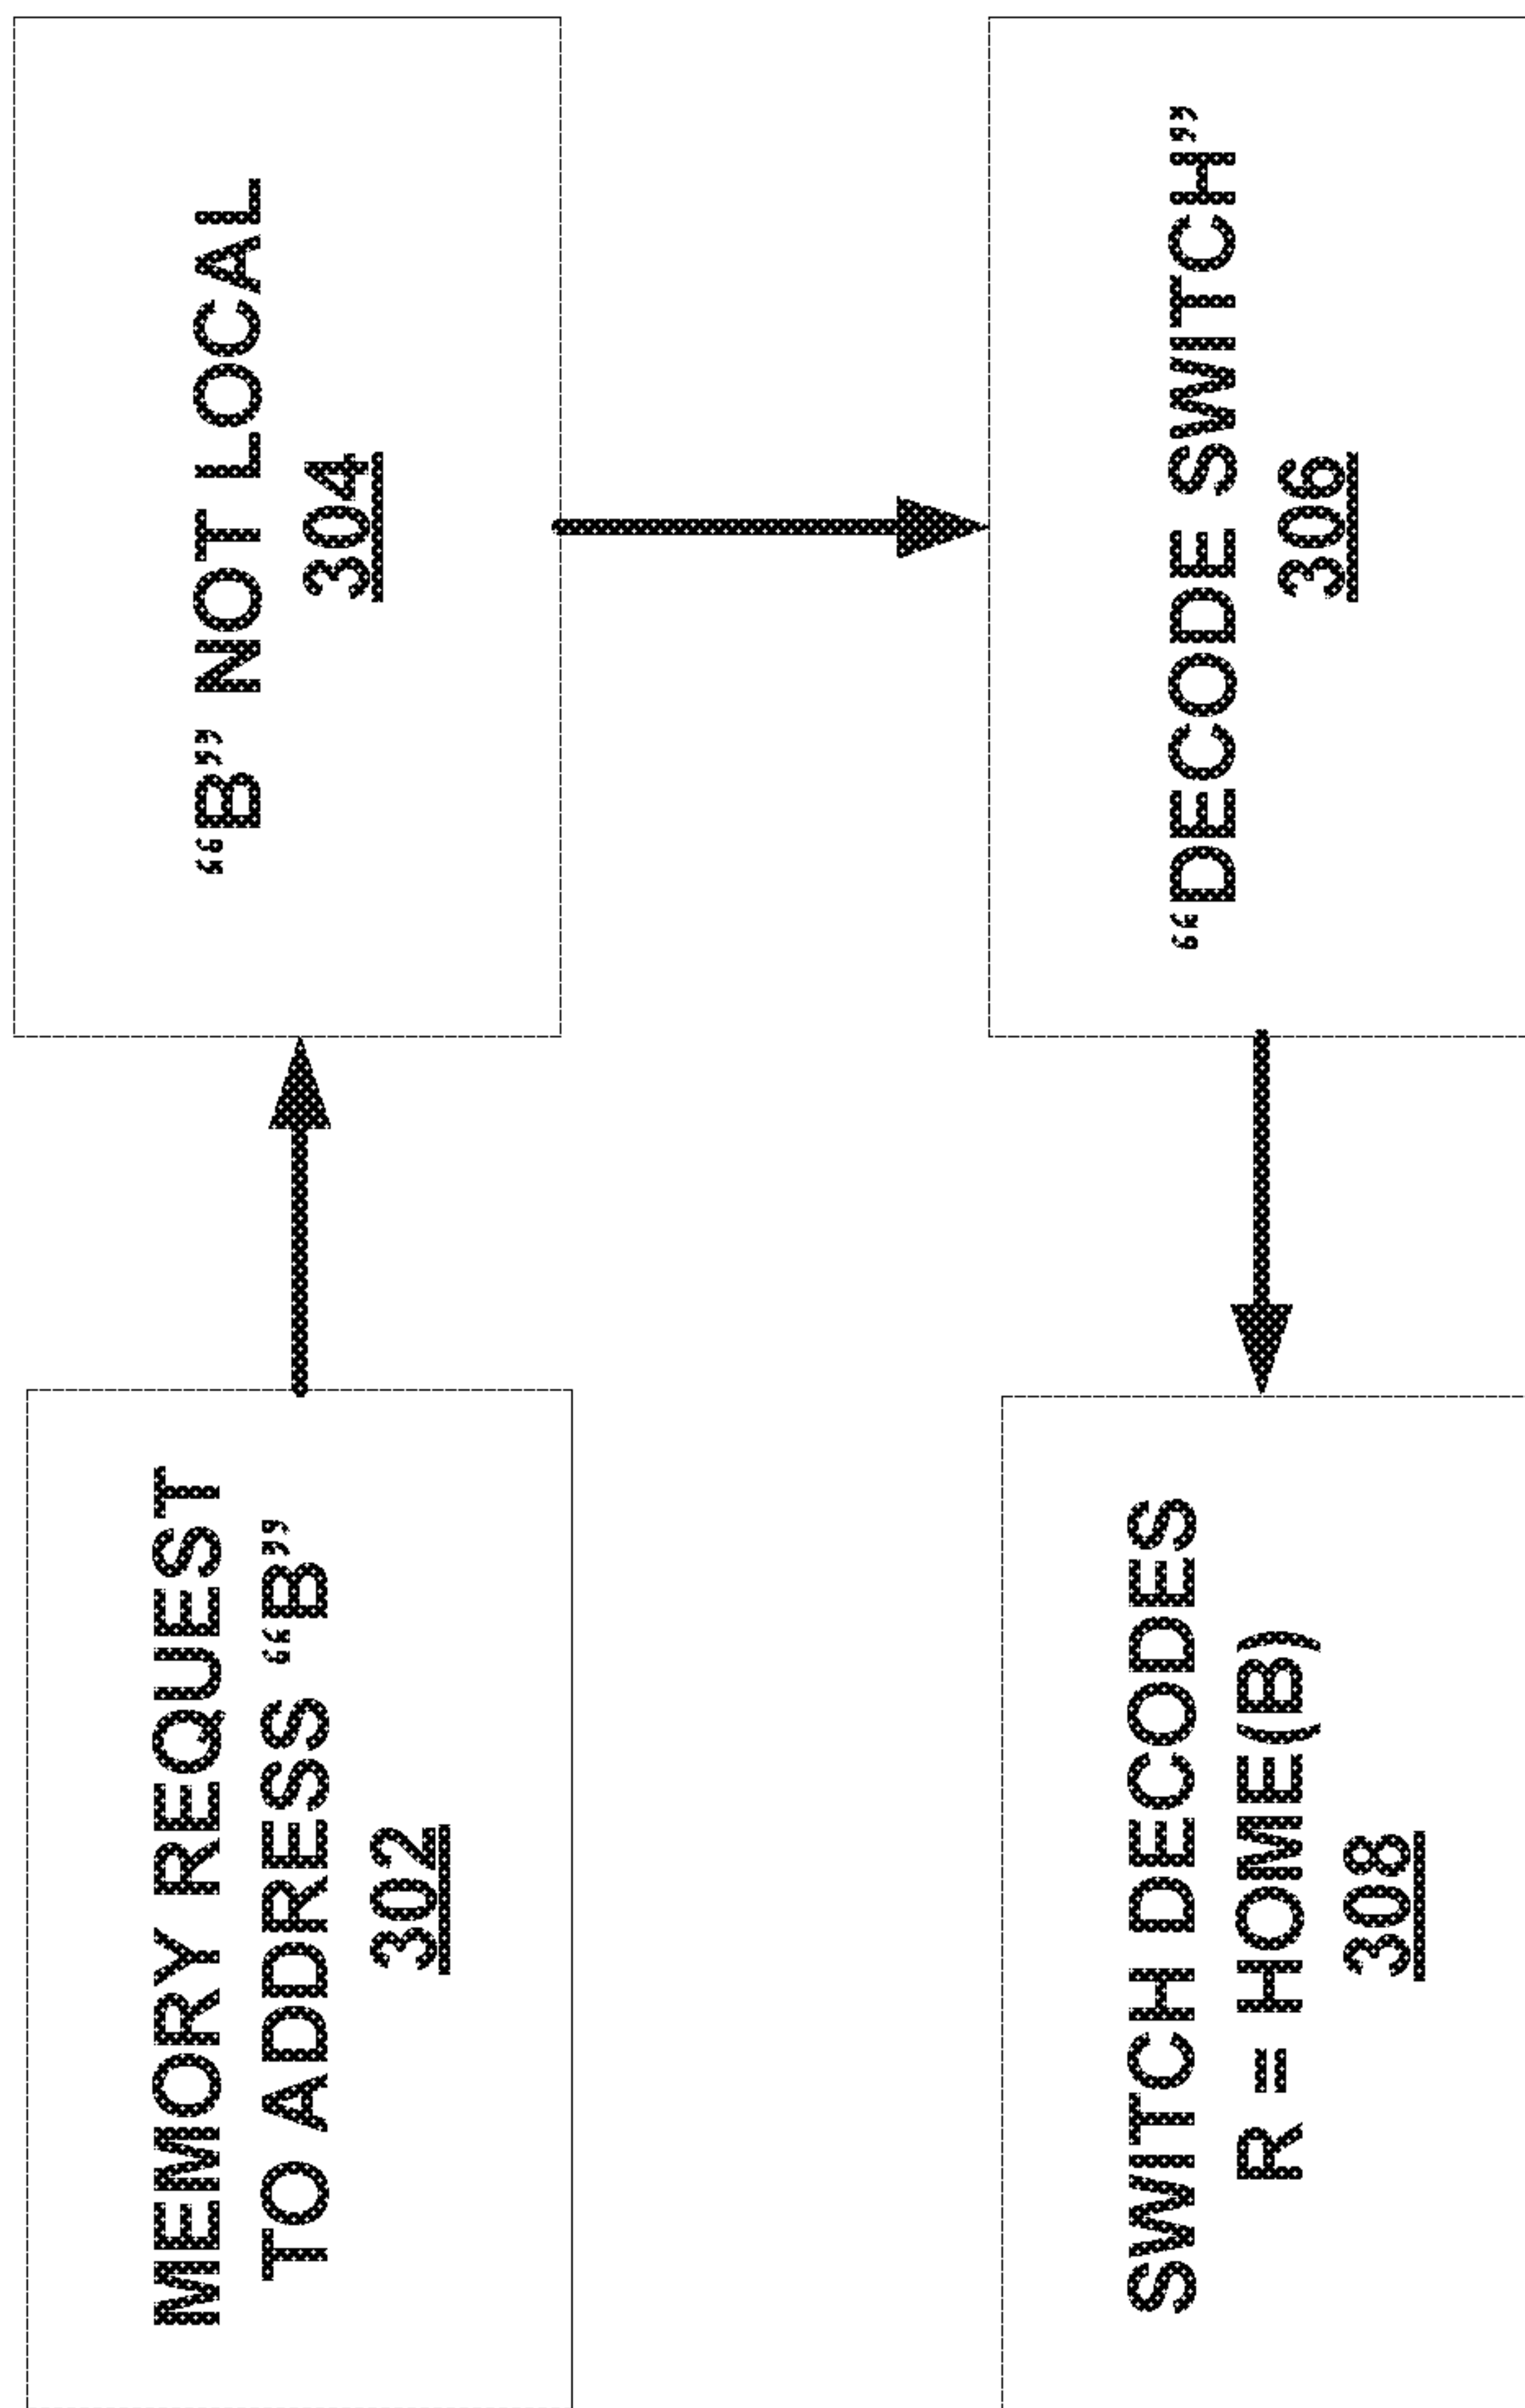 MEMORY REQUEST
TO ADDRESS “B”
302
“B” NOT LOCAL
304
“DECODE SWITCH”
306
SWITCH DECODES
R = HOME(B)
308